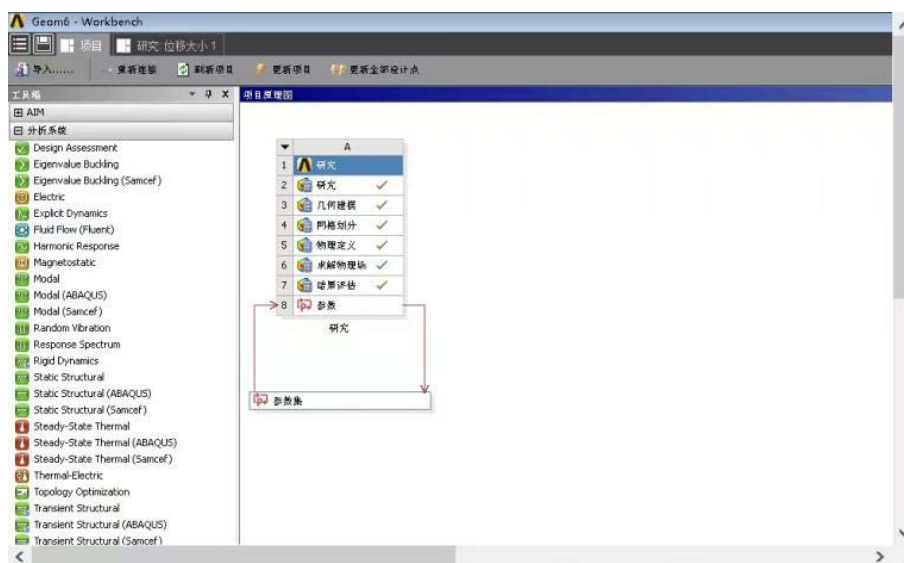 Geom6 - Workbench
项目
研究:位移大小 1
导入...... 重新连接 刷新项目 更新项目 更新全部设计点
工具箱
项目原理图
AIM
分析系统
Design Assessment
Eigenvalue Buckling
Eigenvalue Buckling (Samcef)
Electric
Explicit Dynamics
Fluid Flow (Fluent)
Harmonic Response
Magnetostatic
Modal
Modal (ABAQUS)
Modal (Samcef)
Random Vibration
Response Spectrum
Rigid Dynamics
Static Structural
Static Structural (ABAQUS)
Static Structural (Samcef)
Steady-State Thermal
Steady-State Thermal (ABAQUS)
Steady-State Thermal (Samcef)
Thermal-Electric
Topology Optimization
Transient Structural
Transient Structural (ABAQUS)
Transient Structural (Samcef)
A
1 研究
2 研究
3 几何建模
4 网格划分
5 物理定义
6 求解物理场
7 结果评估
8 参数
研究
参数集